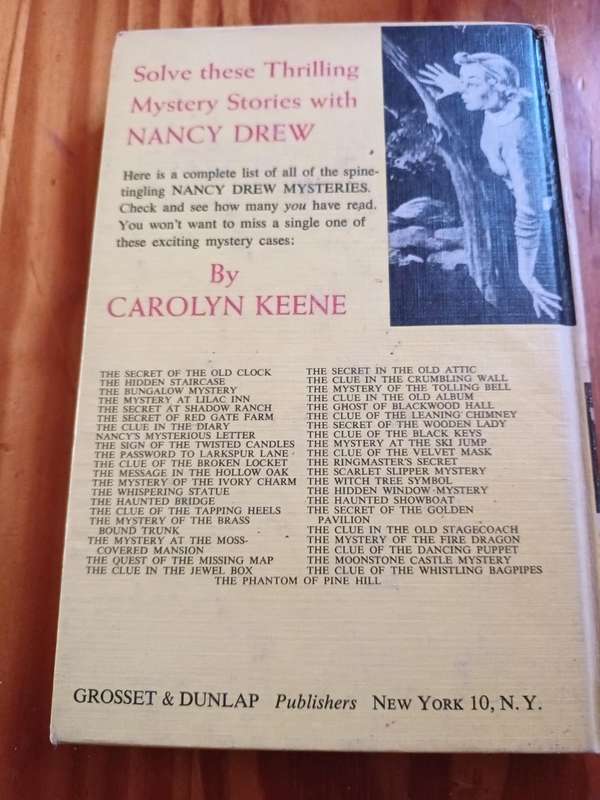 Solve these Thrilling
Mystery Stories with
NANCY DREW
Here is a complete list of all of the spine-
tingling NANCY DREW MYSTERIES.
Check and see how many you have read.
You won't want to miss a single one of
these exciting mystery cases:
By
CAROLYN KEENE
THE SECRET OF THE OLD CLOCK
THE HIDDEN STAIRCASE
THE BUNGALOW MYSTERY
THE MYSTERY AT LILAC INN
THE SECRET AT SHADOW RANCH
THE SECRET OF RED GATE FARM
THE CLUE IN THE DIARY
NANCY'S MYSTERIOUS LETTER
THE SIGN OF THE TWISTED CANDLES
THE PASSWORD TO LARKSPUR LANE
THE CLUE OF THE BROKEN LOCKET
THE MESSAGE IN THE HOLLOW OAK
THE MYSTERY OF THE IVORY CHARM
THE WHISPERING STATUE
THE HAUNTED BRIDGE
THE CLUE OF THE TAPPING HEELS
THE MYSTERY OF THE BRASS
BOUND TRUNK
THE MYSTERY AT THE MOSS-
COVERED MANSION
THE QUEST OF THE MISSING MAP
THE CLUE IN THE JEWEL BOX
THE SECRET IN THE OLD ATTIC
THE CLUE IN THE CRUMBLING WALL
THE MYSTERY OF THE TOLLING BELL
THE CLUE IN THE OLD ALBUM
THE GHOST OF BLACKWOOD HALL
THE CLUE OF THE LEANING CHIMNEY
THE SECRET OF THE WOODEN LADY
THE CLUE OF THE BLACK KEYS
THE MYSTERY AT THE SKI JUMP
THE CLUE OF THE VELVET MASK
THE RINGMASTER'S SECRET
THE SCARLET SLIPPER MYSTERY
THE WITCH TREE SYMBOL
THE HIDDEN WINDOW MYSTERY
THE HAUNTED SHOWBOAT
THE SECRET OF THE GOLDEN
PAVILION
THE CLUE IN THE OLD STAGECOACH
THE MYSTERY OF THE FIRE DRAGON
THE CLUE OF THE DANCING PUPPET
THE MOONSTONE CASTLE MYSTERY
THE CLUE OF THE WHISTLING BAGPIPES
THE PHANTOM OF PINE HILL
GROSSET & DUNLAP Publishers NEW YORK 10, N.Y.